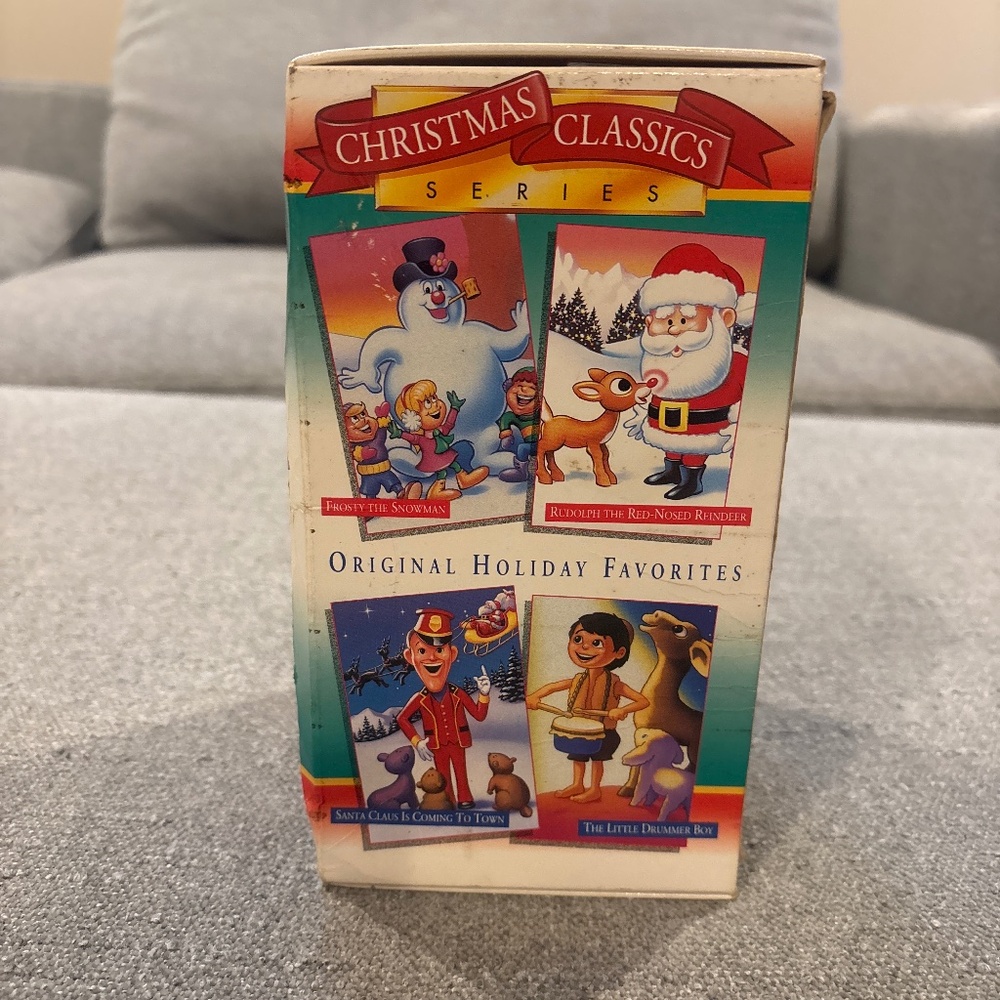 CHRISTMAS CLASSICS
SERIES
FROSTY THE SNOWMAN
RUDOLPH THE RED-NOSED REINDEER
ORIGINAL HOLIDAY FAVORITES
SANTA CLAUS IS COMING TO TOWN
THE LITTLE DRUMMER BOY